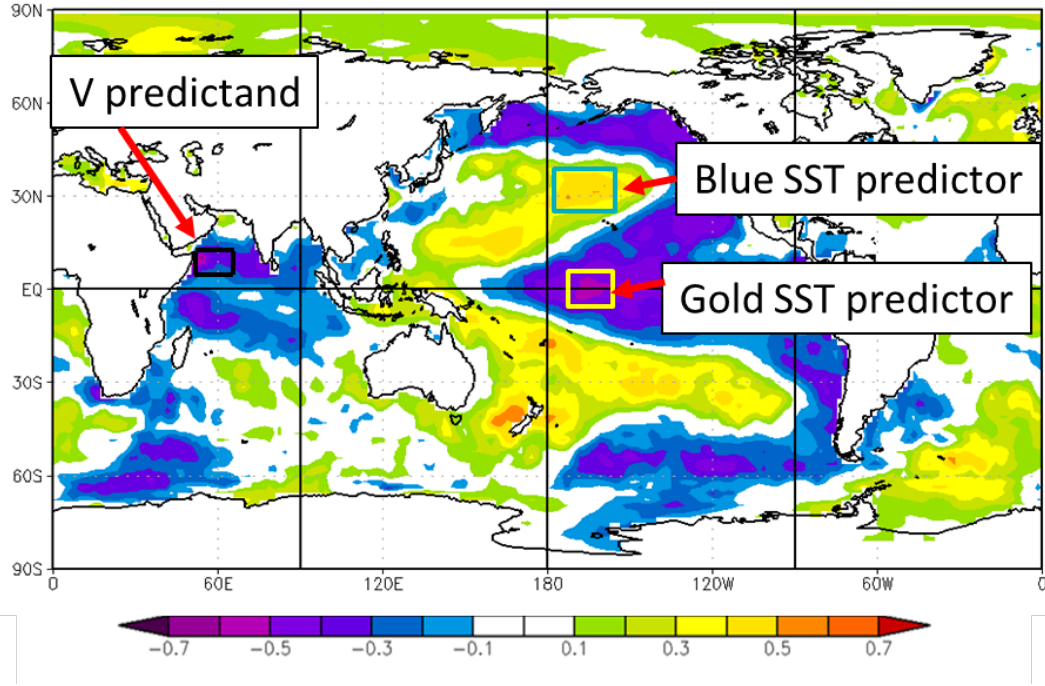 90N
V predictand
60N
Blue SST predictor
30N
EQ
Gold SST predictor
30S
60S
90S
0 60E 120E 180 120W 60W 0
-0.7 -0.5 -0.3 -0.1 0.1 0.3 0.5 0.7